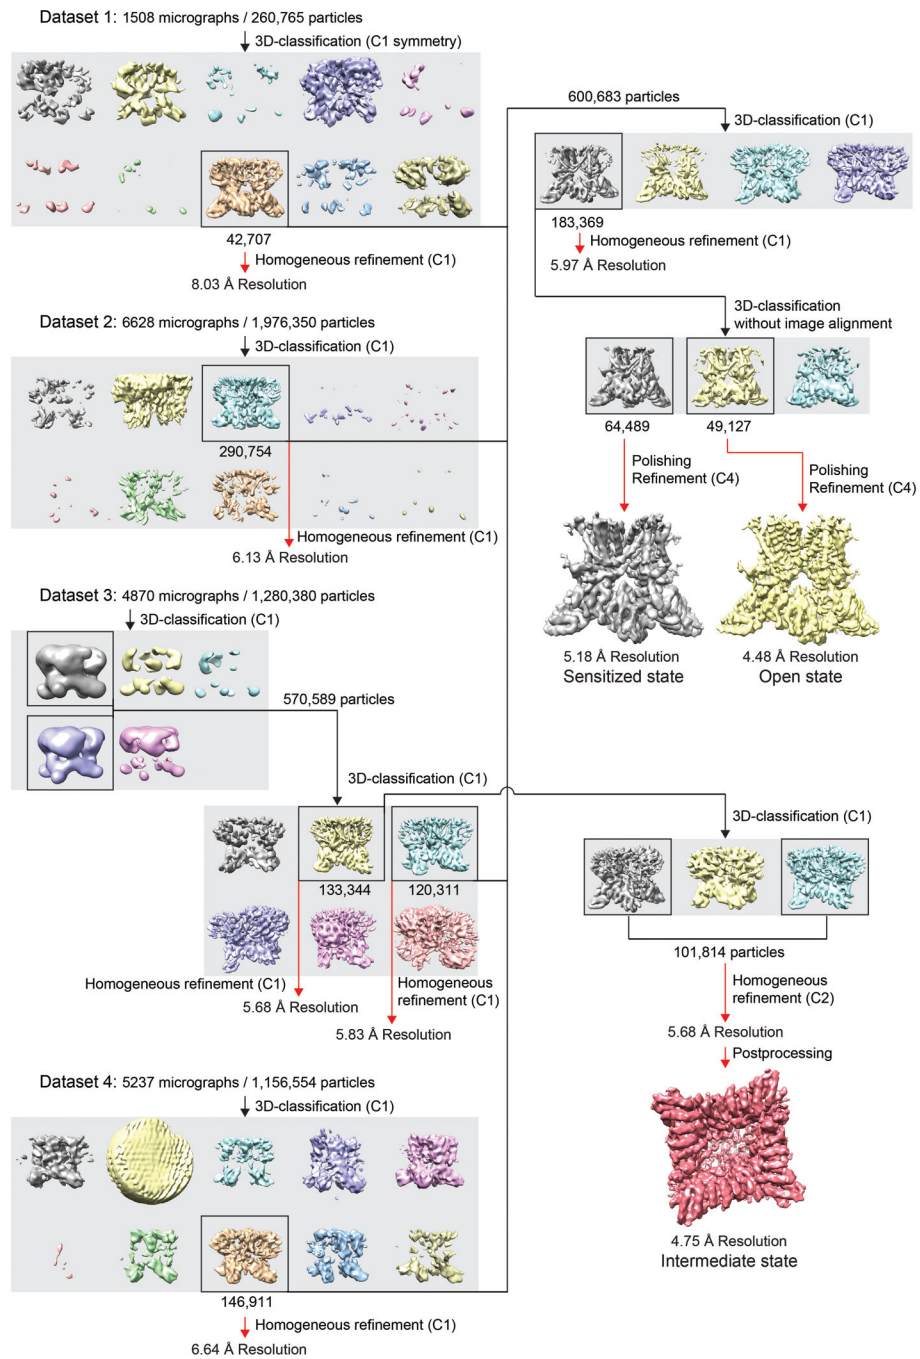 Dataset 1: 1508 micrographs / 260,765 particles
3D-classification (C1 symmetry)
42,707
Homogeneous refinement (C1)
8.03 Å Resolution
Dataset 2: 6628 micrographs / 1,976,350 particles
3D-classification (C1)
290,754
Homogeneous refinement (C1)
6.13 Å Resolution
Dataset 3: 4870 micrographs / 1,280,380 particles
3D-classification (C1)
570,589 particles
3D-classification (C1)
133,344
120,311
Homogeneous refinement (C1)
5.68 Å Resolution
Homogeneous
refinement (C1)
5.83 Å Resolution
Dataset 4: 5237 micrographs / 1,156,554 particles
3D-classification (C1)
146,911
Homogeneous refinement (C1)
6.64 Å Resolution
600,683 particles
3D-classification (C1)
183,369
Homogeneous refinement (C1)
5.97 Å Resolution
3D-classification
without image alignment
64,489
49,127
Polishing
Refinement (C4)
Polishing
Refinement (C4)
5.18 Å Resolution
Sensitized state
4.48 Å Resolution
Open state
3D-classification (C1)
101,814 particles
Homogeneous
refinement (C2)
5.68 Å Resolution
Postprocessing
4.75 Å Resolution
Intermediate state